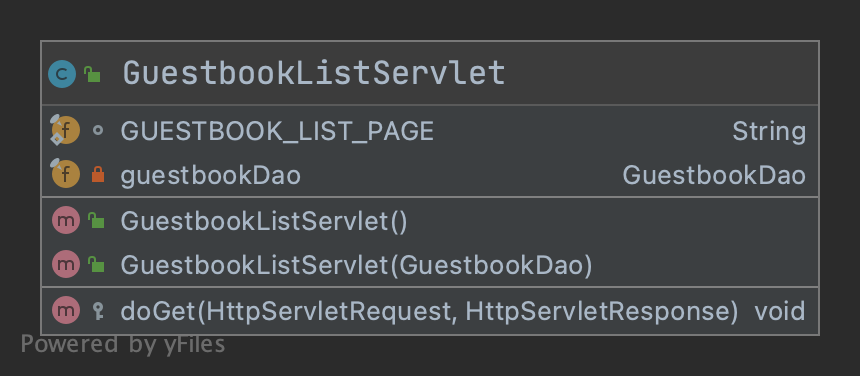 C GuestbookListServlet
f GUESTBOOK_LIST_PAGE String
f guestbookDao GuestbookDao
m GuestbookListServlet()
m GuestbookListServlet(GuestbookDao)
m doGet(HttpServletRequest, HttpServletResponse) void
Powered by yFiles